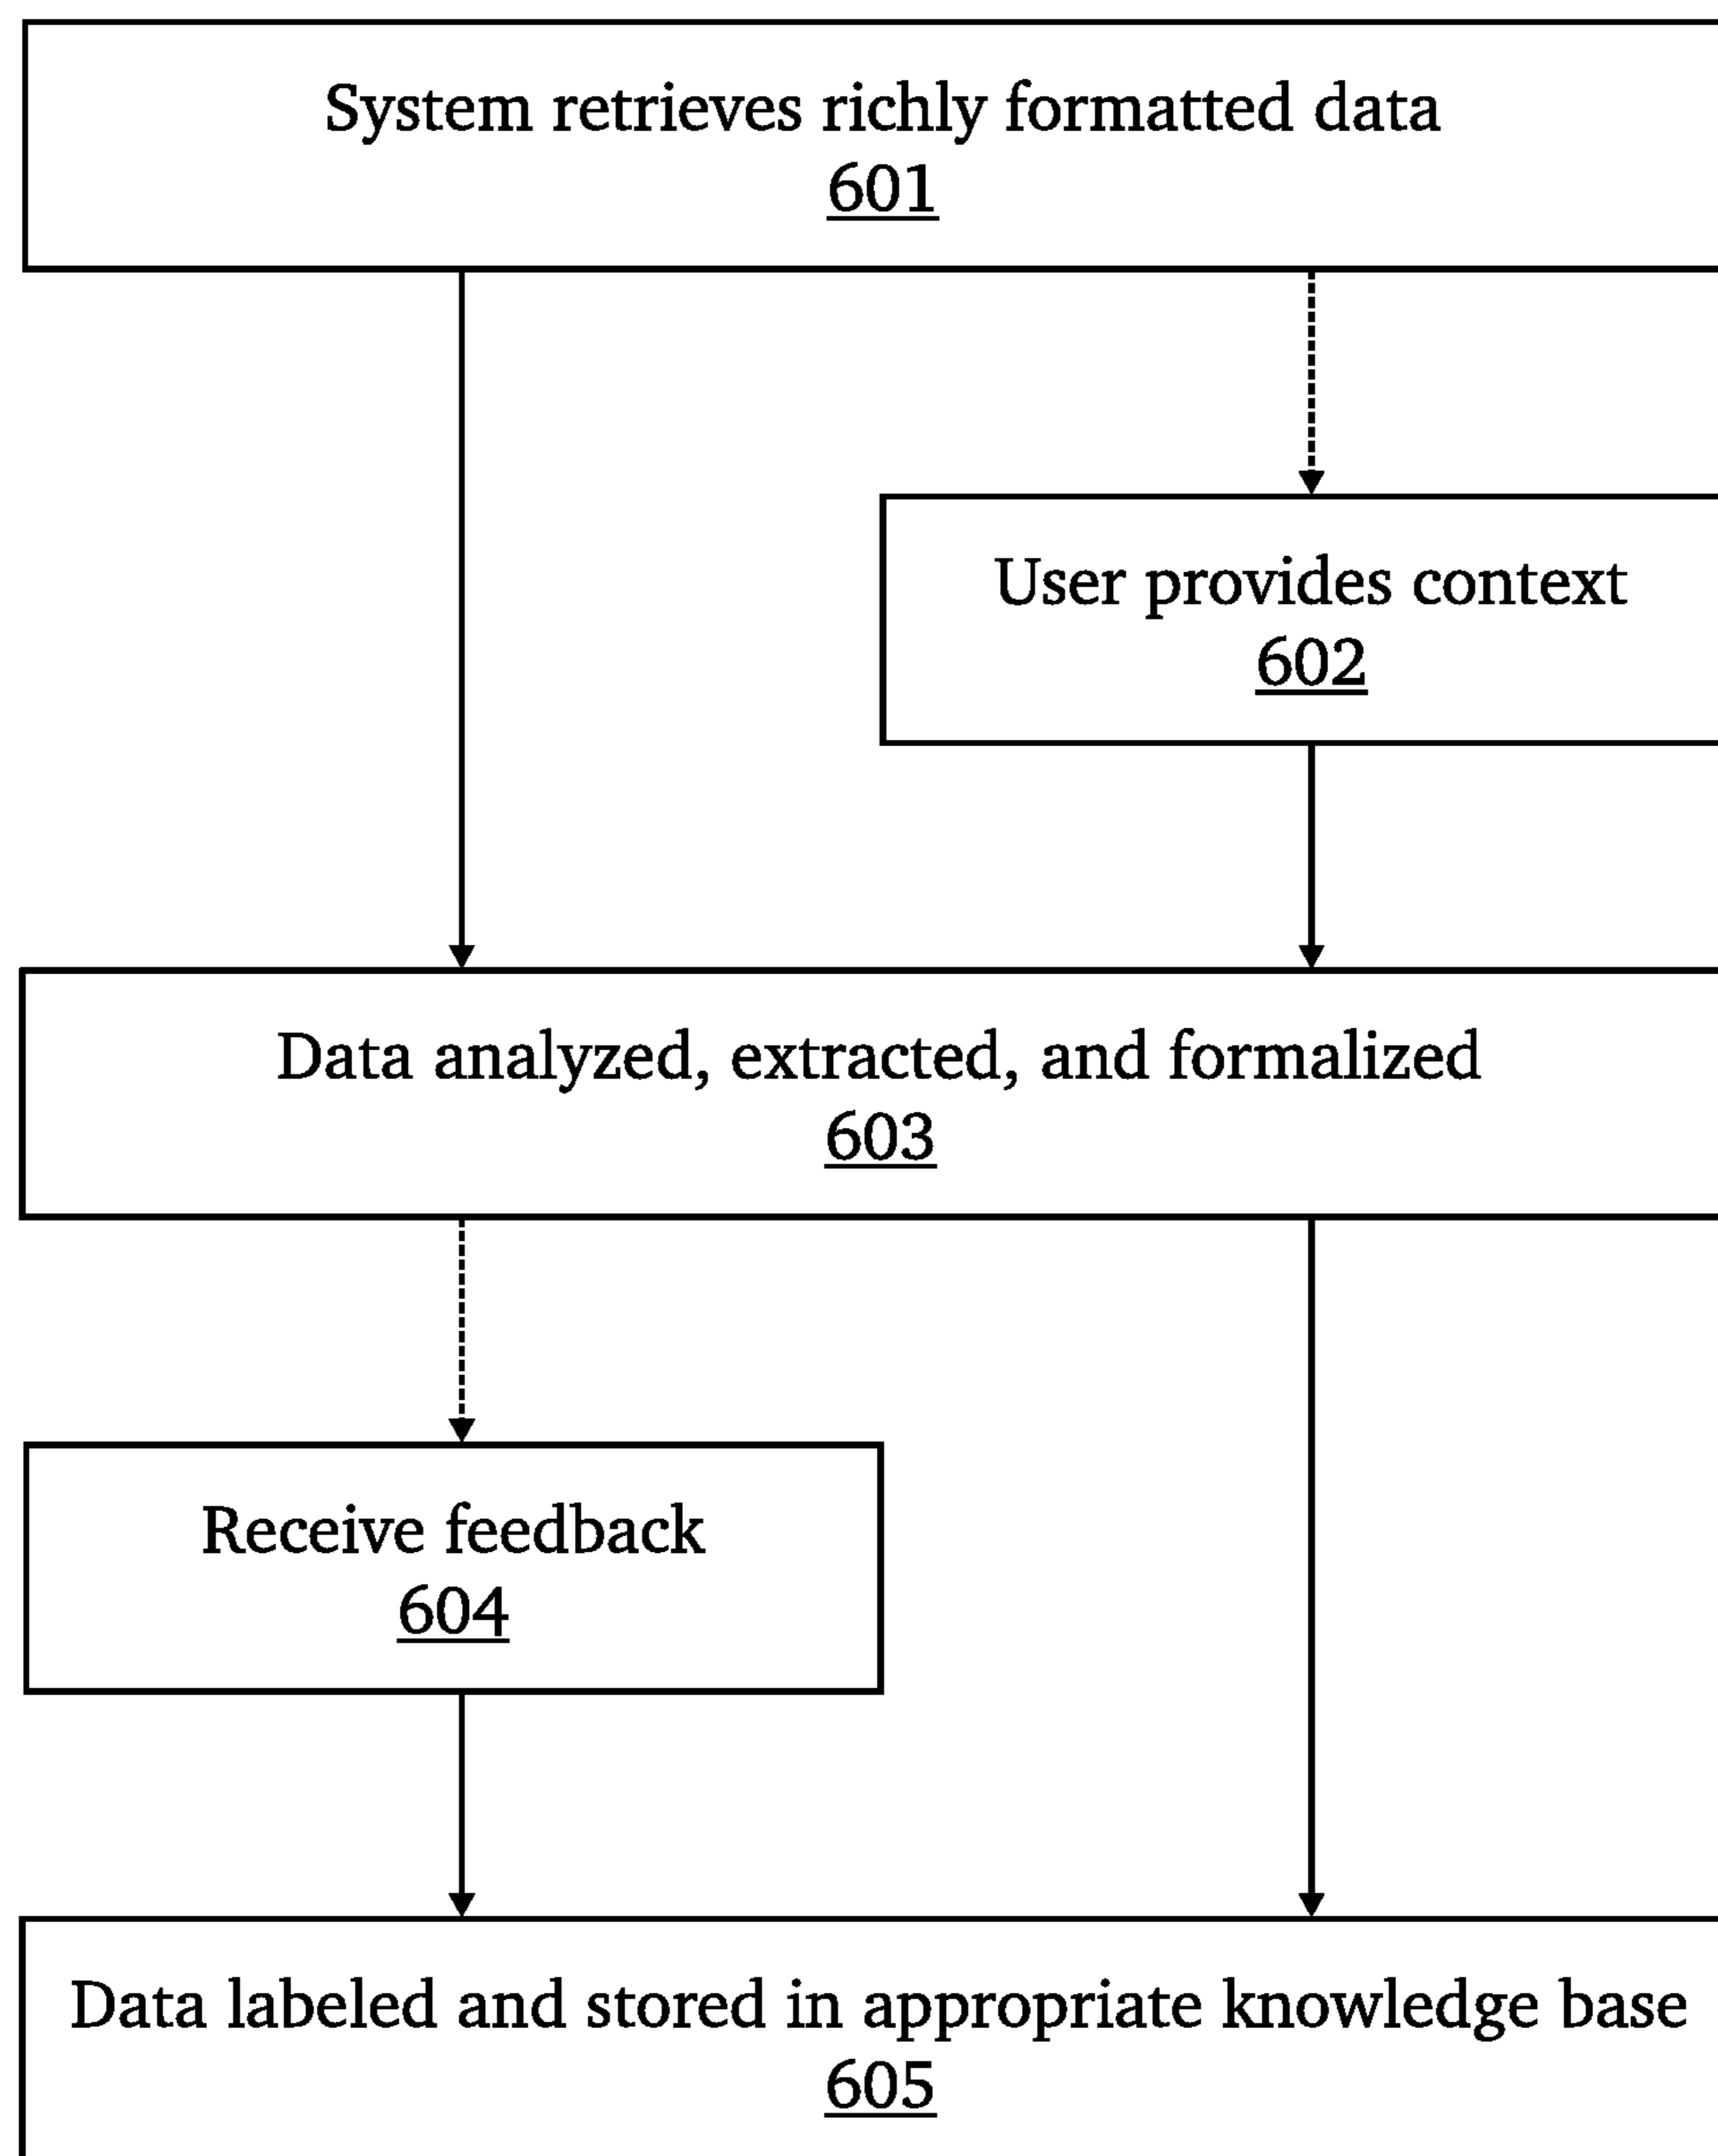 System retrieves richly formatted data
601
User provides context
602
Data analyzed, extracted, and formalized
603
Receive feedback
604
Data labeled and stored in appropriate knowledge base
605